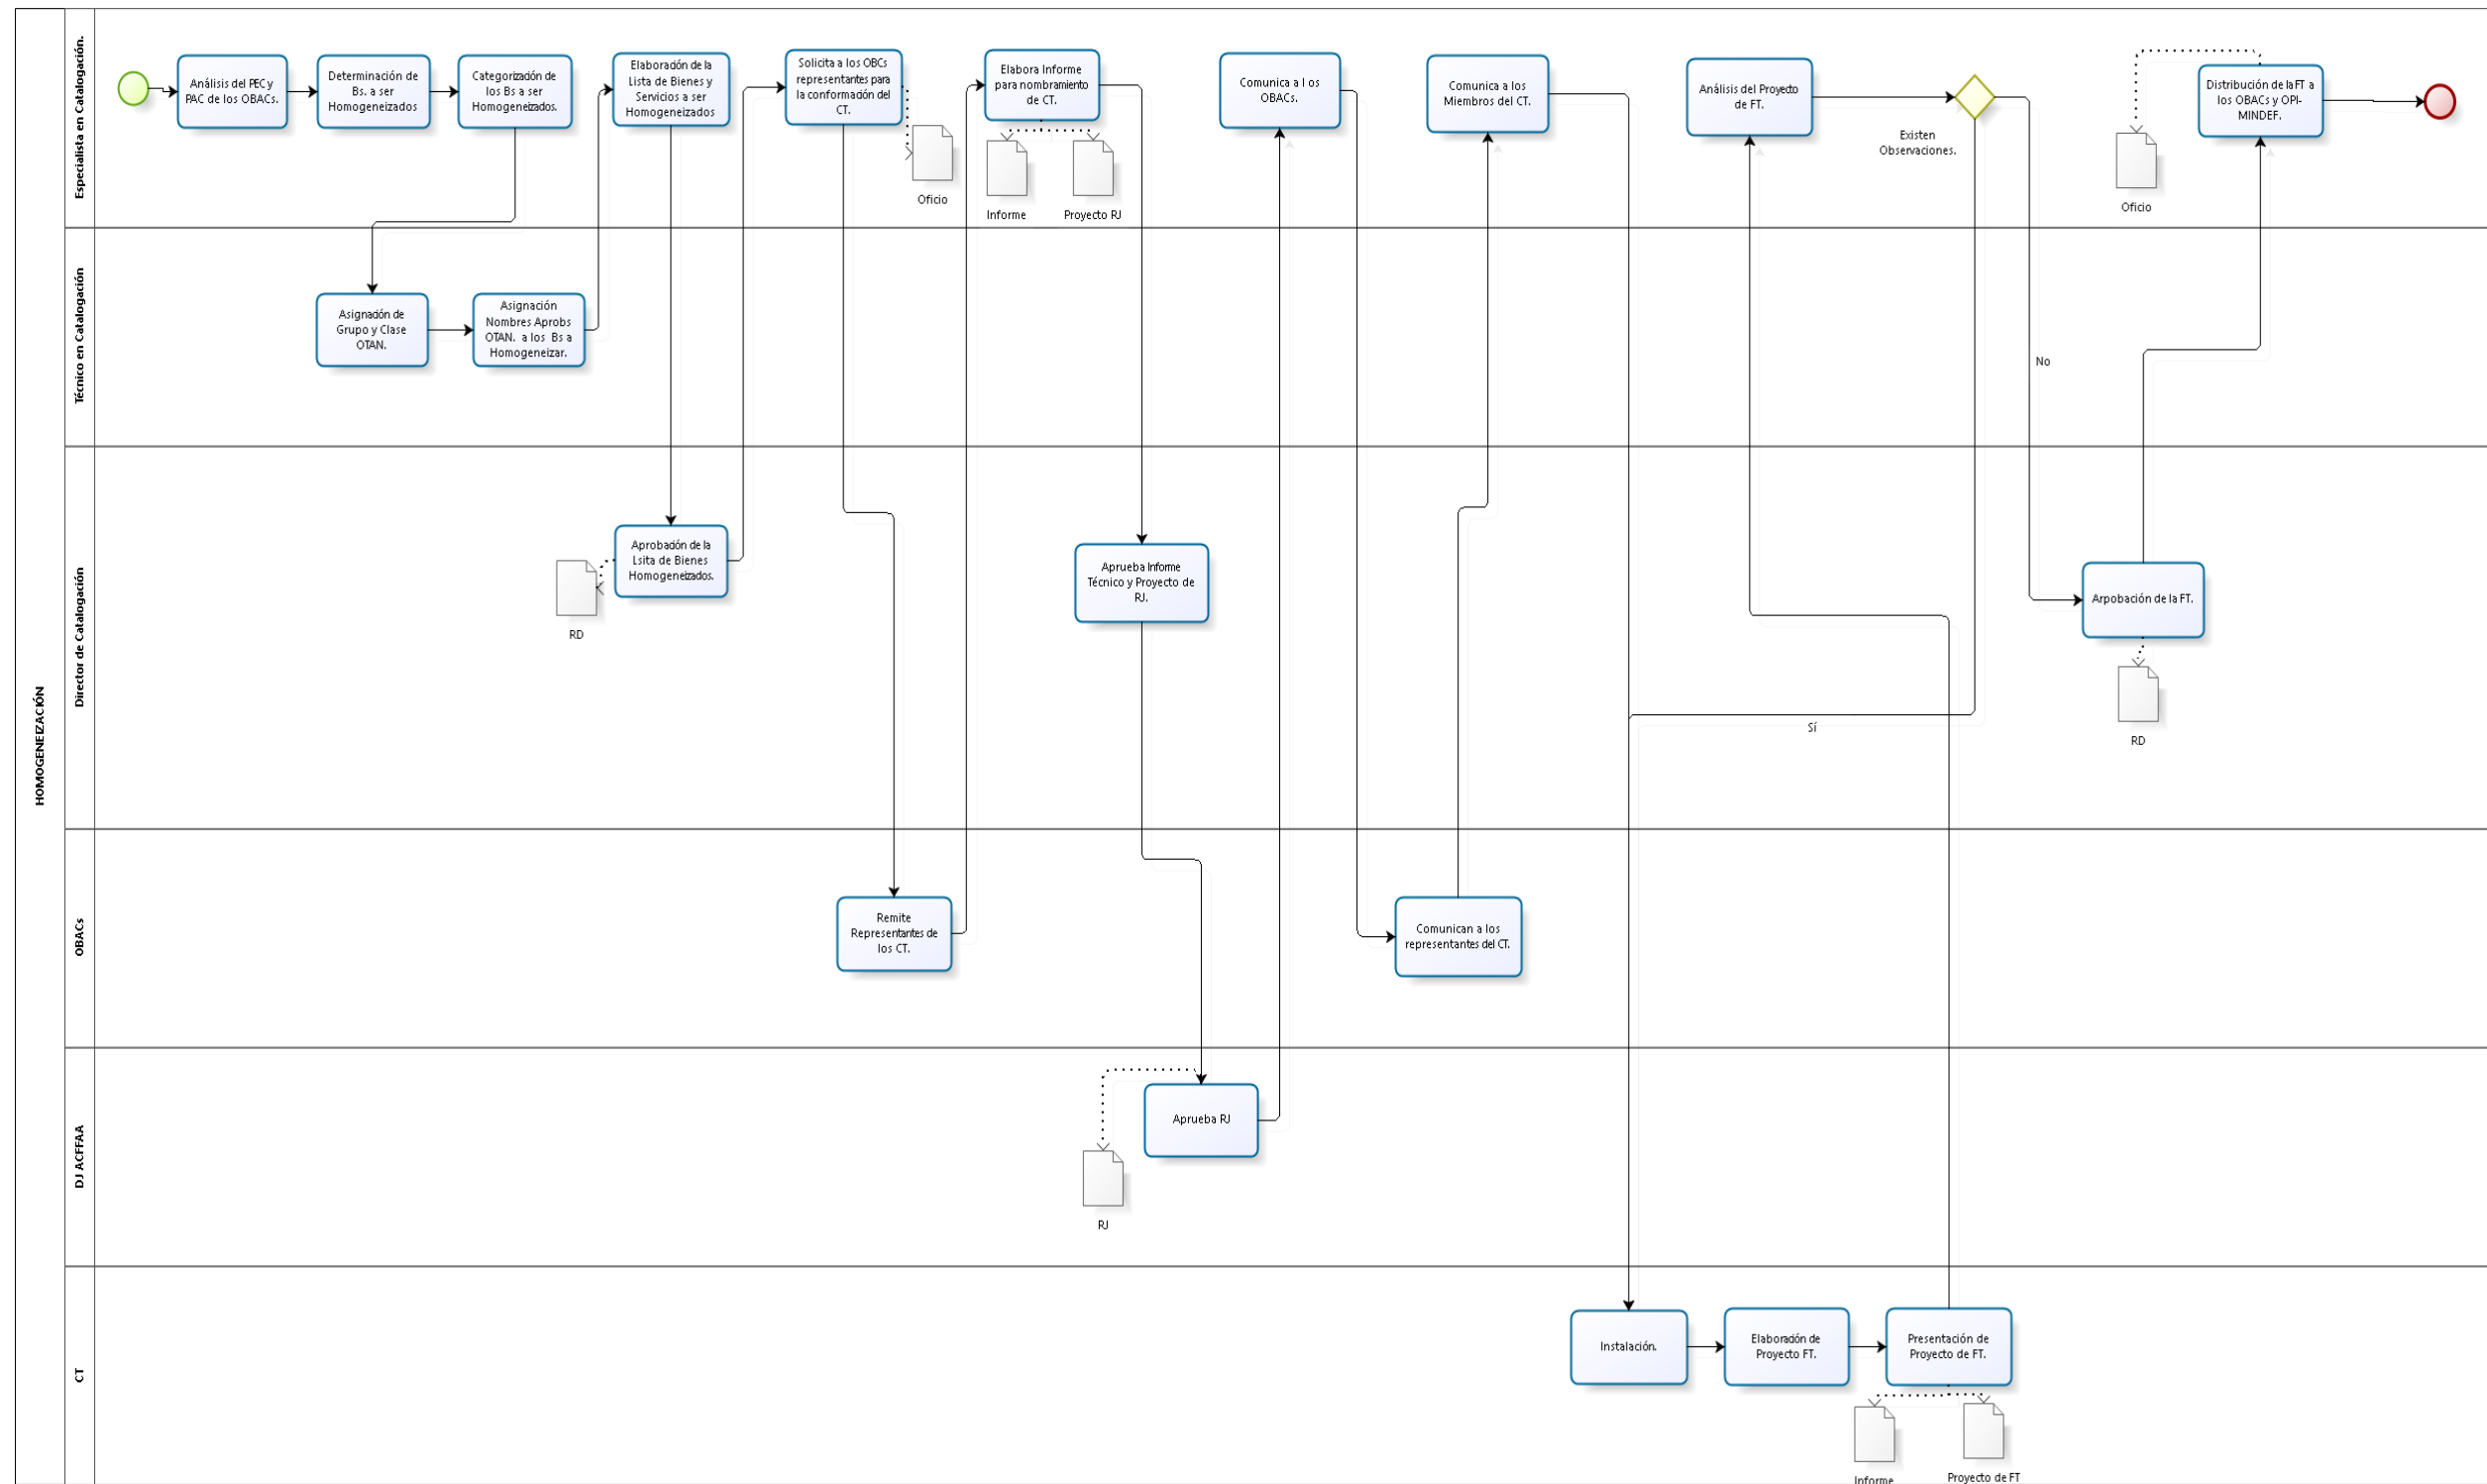 HOMOGENEIZACIÓN
Especialista en Catalogación.
Análisis del PEC y
PAC de los OBACs.
Determinación de
Bs. a ser
Homogeneizados
Categorización de
los Bs a ser
Homogeneizados.
Elaboración de la
Lista de Bienes y
Servicios a ser
Homogeneizados
Solicita a los OBCs
representantes para
la conformación del
CT.
Oficio
Elabora Informe
para nombramiento
de CT.
Informe
Proyecto RJ
Comunica a l os
OBACs.
Comunica a los
Miembros del CT.
Análisis del Proyecto
de FT.
Existen
Observaciones.
Oficio
Distribución de la FT a
los OBACs y OPI-
MINDEF.
Técnico en Catalogación
Asignación de
Grupo y Clase
OTAN.
Asignación
Nombres Aprobs
OTAN. a los Bs a
Homogeneizar.
No
Director de Catalogación
RD
Aprobación de la
Lsita de Bienes
Homogeneizados.
Aprueba Informe
Técnico y Proyecto de
RJ.
Sí
Arpobación de la FT.
RD
OBACs
Remite
Representantes de
los CT.
Comunican a los
representantes del CT.
DJ ACFFAA
Aprueba RJ
RJ
CT
Instalación.
Elaboración de
Proyecto FT.
Presentación de
Proyecto de FT.
Informe
Proyecto de FT